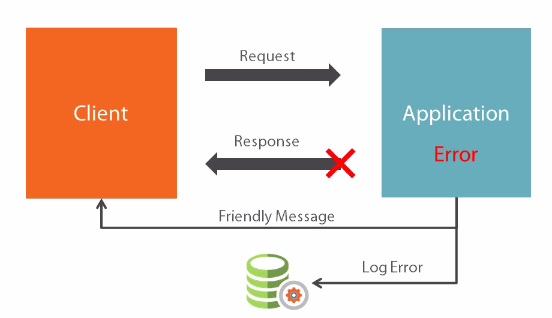 Request
Client
Application
Response
Error
Friendly Message
Log Error